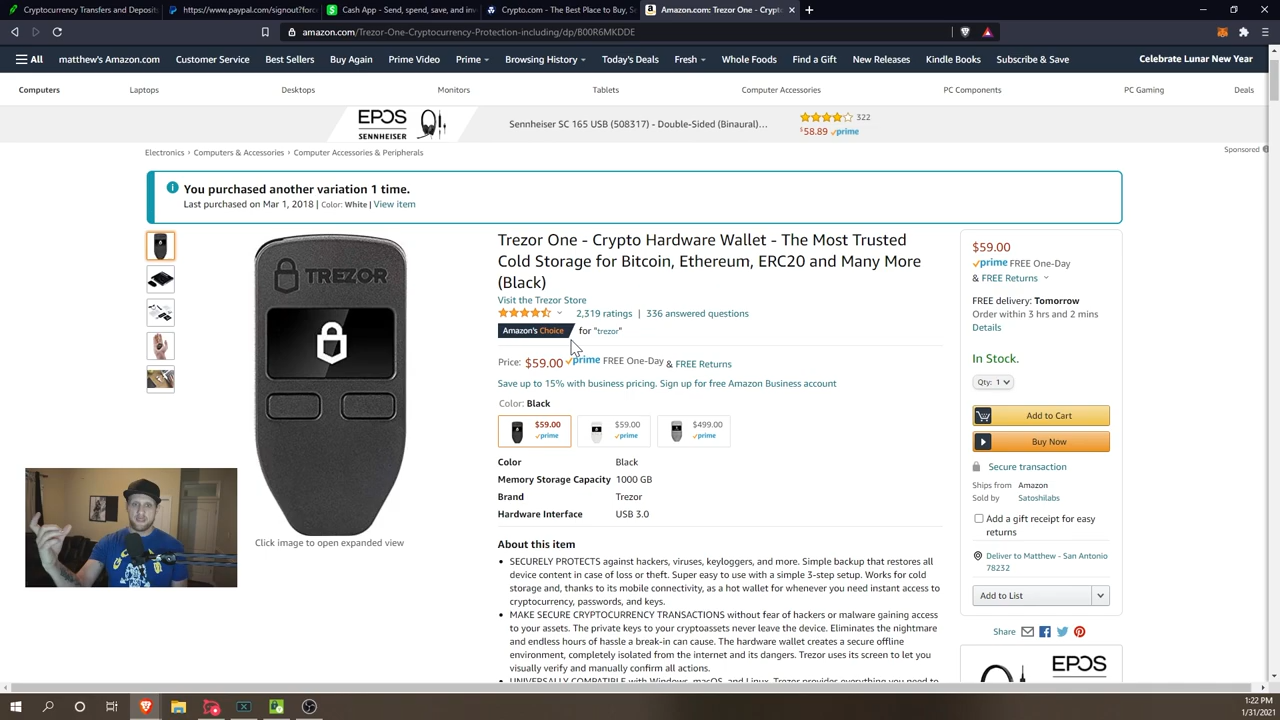 Cryptocurrency Transfers and Deposit
https://www.paypal.com/signout?forc
Cash App - Send, spend, save, and inv
Crypto.com - The Best Place to Buy, S
Amazon.com: Trezor One - Crypto
amazon.com/Trezor-One-Cryptocurrency-Protection-including/dp/B00R6MKDDE
All matthew's Amazon.com Customer Service Best Sellers Buy Again Prime Video Prime Browsing History Today's Deals Fresh Whole Foods Find a Gift New Releases Kindle Books Subscribe & Save Celebrate Lunar New Year
Computers Laptops Desktops Monitors Tablets Computer Accessories PC Components PC Gaming Deals
EPOS
SENNHEISER
Sennheiser SC 165 USB (508317) - Double-Sided (Binaural)...
322
$58.89 prime
Electronics › Computers & Accessories › Computer Accessories & Peripherals
Sponsored
You purchased another variation 1 time.
Last purchased on Mar 1, 2018 | Color: White | View item
TREZOR
Click image to open expanded view
Trezor One - Crypto Hardware Wallet - The Most Trusted
Cold Storage for Bitcoin, Ethereum, ERC20 and Many More
(Black)
Visit the Trezor Store
2,319 ratings | 336 answered questions
Amazon's Choice for "trezor"
Price: $59.00 prime FREE One-Day & FREE Returns
Save up to 15% with business pricing. Sign up for free Amazon Business account
Color: Black
$59.00
prime
$59.00
prime
$499.00
prime
Color Black
Memory Storage Capacity 1000 GB
Brand Trezor
Hardware Interface USB 3.0
About this item
• SECURELY PROTECTS against hackers, viruses, keyloggers, and more. Simple backup that restores all
device content in case of loss or theft. Super easy to use with a simple 3-step setup. Works for cold
storage and, thanks to its mobile connectivity, as a hot wallet for whenever you need instant access to
cryptocurrency, passwords, and keys.
• MAKE SECURE CRYPTOCURRENCY TRANSACTIONS without fear of hackers or malware gaining access
to your assets. The private keys to your cryptoassets never leave the device. Eliminates the nightmare
and endless hours of hassle a break-in can cause. The hardware wallet creates a secure offline
environment, completely isolated from the internet and its dangers. Trezor uses its screen to let you
visually verify and manually confirm all actions.
• UNIVERSALLY COMPATIBLE with Windows, macOS, and Linux. Trezor provides everything you need to
$59.00
prime FREE One-Day
& FREE Returns
FREE delivery: Tomorrow
Order within 3 hrs and 2 mins
Details
In Stock.
Qty: 1
Add to Cart
Buy Now
Secure transaction
Ships from Amazon
Sold by Satoshilabs
Add a gift receipt for easy
returns
Deliver to Matthew - San Antonio
78232
Add to List
Share
EPOS
1:22 PM
1/31/2021